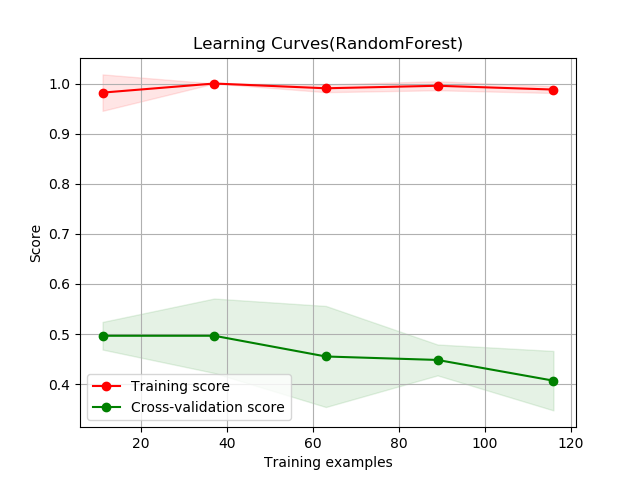 Learning Curves(RandomForest)
1.0
0.9
0.8
0.7
0.6
0.5
0.4
Score
Training score
Cross-validation score
20
40
60
80
100
120
Training examples